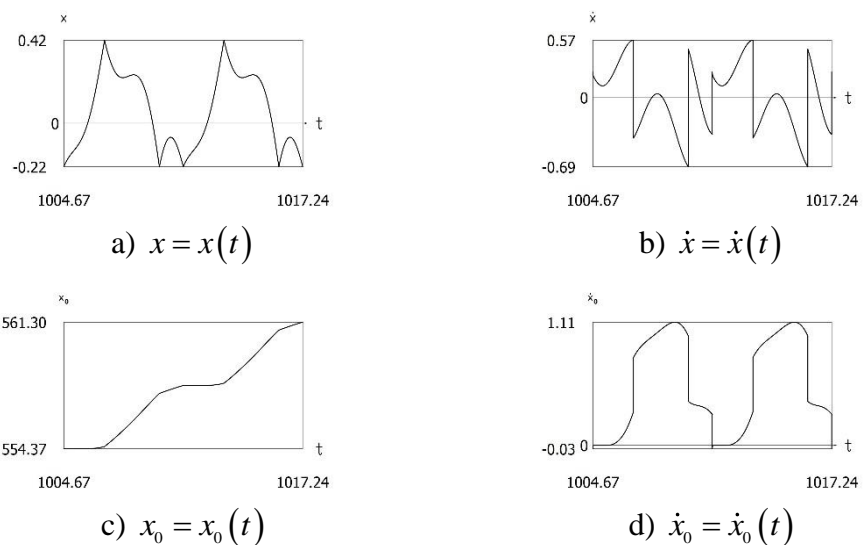 x
ẋ
0.42
0.57
0
t
0
t
-0.22
-0.69
1004.67
1017.24
1004.67
1017.24
a) x = x(t)
b) ẋ = ẋ(t)
x₀
ẋ₀
561.30
1.11
554.37
t
0
t
-0.03
1004.67
1017.24
1004.67
1017.24
c) x₀ = x₀(t)
d) ẋ₀ = ẋ₀(t)